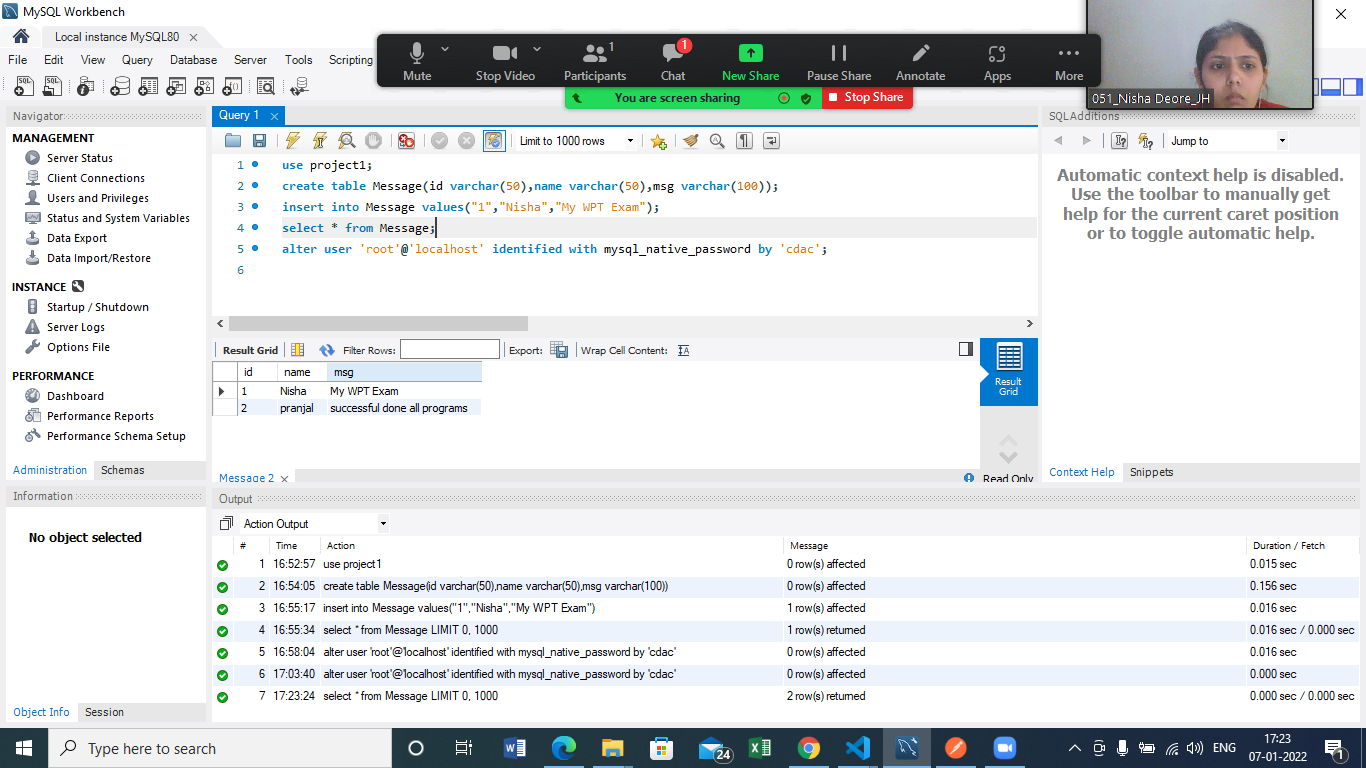 MySQL Workbench
Local instance MySQL80
File Edit View Query Database Server Tools Scripting
Mute Stop Video Participants 1 Chat 1 New Share Pause Share Annotate Apps More
You are screen sharing Stop Share
051_Nisha Deore_JH
Navigator
MANAGEMENT
Server Status
Client Connections
Users and Privileges
Status and System Variables
Data Export
Data Import/Restore
INSTANCE
Startup / Shutdown
Server Logs
Options File
PERFORMANCE
Dashboard
Performance Reports
Performance Schema Setup
Administration Schemas
Information
No object selected
Object Info Session
Query 1
Limit to 1000 rows
1 use project1;
2 create table Message(id varchar(50),name varchar(50),msg varchar(100));
3 insert into Message values("1","Nisha","My WPT Exam");
4 select * from Message;
5 alter user 'root'@'localhost' identified with mysql_native_password by 'cdac';
6
Result Grid Filter Rows: Export: Wrap Cell Content:
id name msg
1 Nisha My WPT Exam
2 pranjal successful done all programs
Result
Grid
Message 2 Read Only
SQLAdditions
Jump to
Automatic context help is disabled.
Use the toolbar to manually get
help for the current caret position
or to toggle automatic help.
Context Help Snippets
Output
Action Output
# Time Action Message Duration / Fetch
1 16:52:57 use project1 0 row(s) affected 0.015 sec
2 16:54:05 create table Message(id varchar(50),name varchar(50),msg varchar(100)) 0 row(s) affected 0.156 sec
3 16:55:17 insert into Message values("1","Nisha","My WPT Exam") 1 row(s) affected 0.016 sec
4 16:55:34 select * from Message LIMIT 0, 1000 1 row(s) returned 0.016 sec / 0.000 sec
5 16:58:04 alter user 'root'@'localhost' identified with mysql_native_password by 'cdac' 0 row(s) affected 0.016 sec
6 17:03:40 alter user 'root'@'localhost' identified with mysql_native_password by 'cdac' 0 row(s) affected 0.000 sec
7 17:23:24 select * from Message LIMIT 0, 1000 2 row(s) returned 0.000 sec / 0.000 sec
Type here to search
24
ENG
17:23
07-01-2022
1